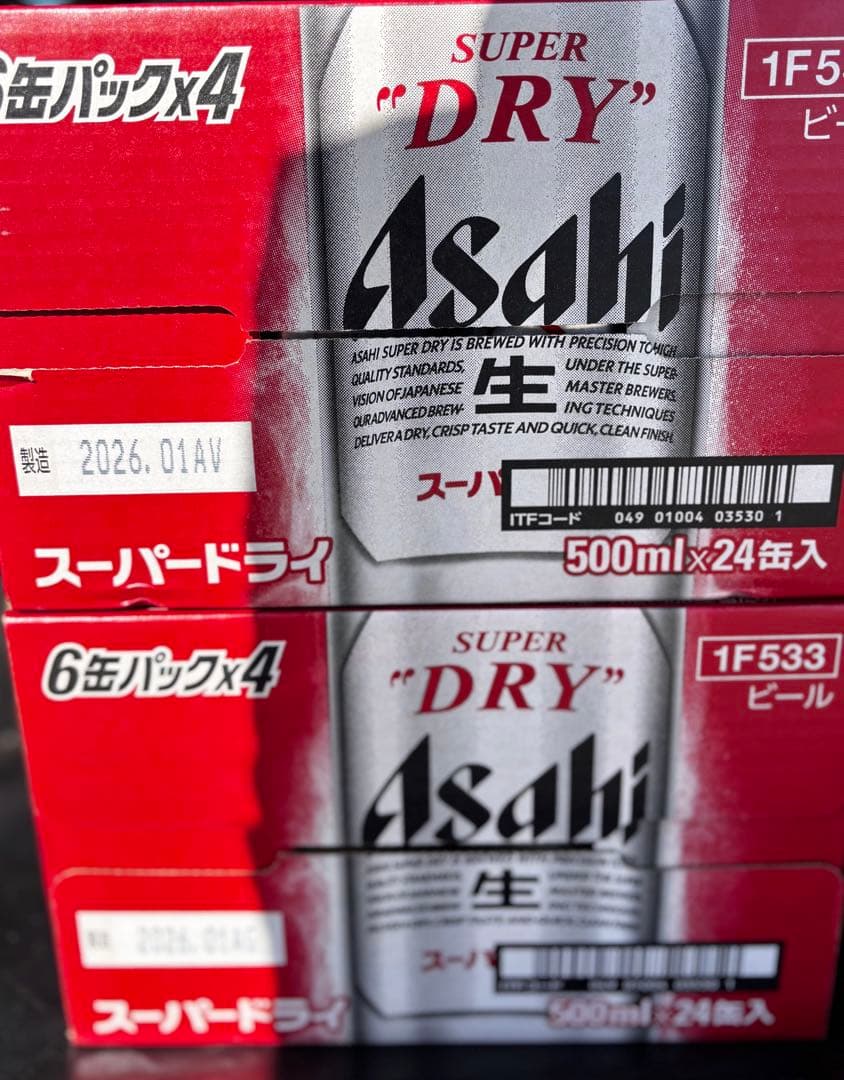 6缶パックx4
SUPER
"DRY"
1F5
ビー
Asahi
ASAHI SUPER DRY IS BREWED WITH PRECISION TO HIGH
QUALITY STANDARDS, UNDER THE SUPER-
VISION OF JAPANESE 生 MASTER BREWERS.
OUR ADVANCED BREW- ING TECHNIQUES
DELIVER A DRY, CRISP TASTE AND QUICK, CLEAN FINISH.
製造 2026.01AV
スーパ
ITFコード 049 01004 03530 1
スーパードライ
500ml×24缶入
6缶パックx4
SUPER
"DRY"
1F533
ビール
Asahi
生
スーパ
スーパードライ
500ml×24缶入